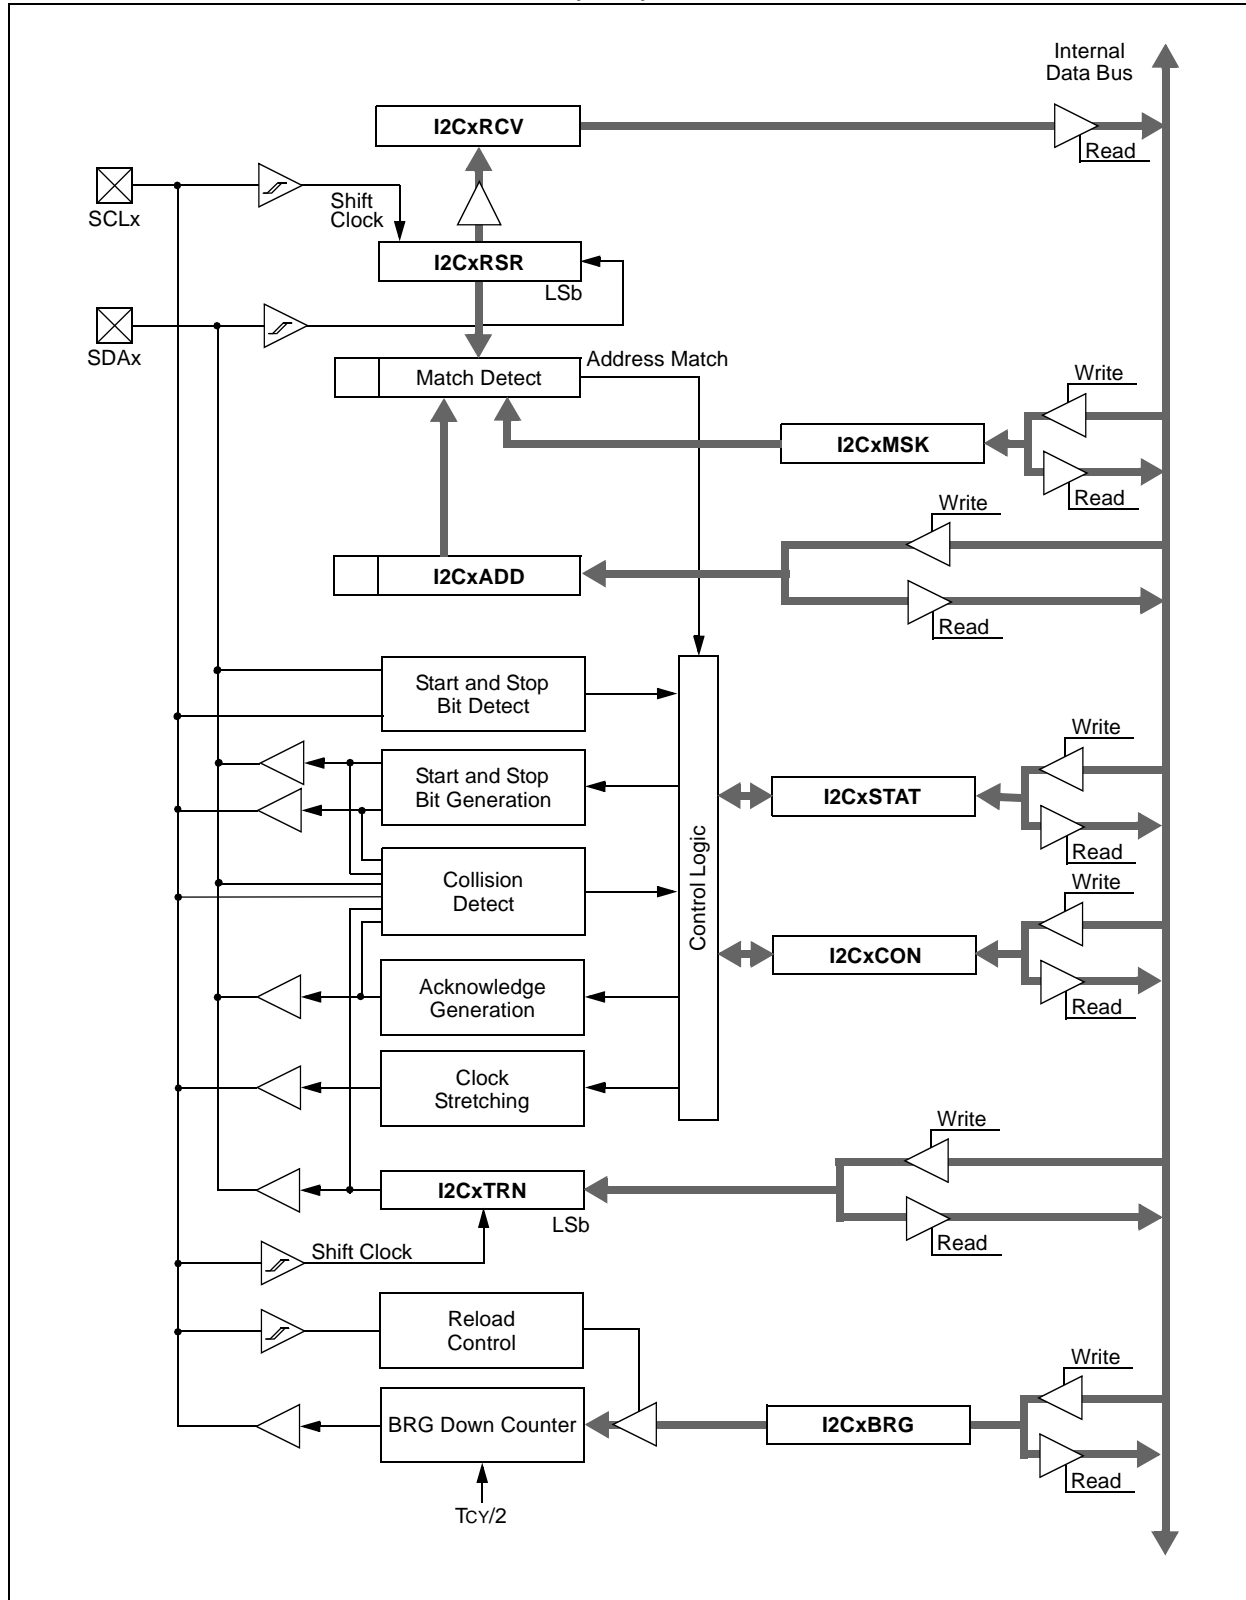 Internal
Data Bus
I2CxRCV
Read
SCLx
Shift
Clock
I2CxRSR
LSb
SDAx
Match Detect
Address Match
Write
I2CxMSK
Read
Write
I2CxADD
Read
Start and Stop
Bit Detect
Write
Start and Stop
Bit Generation
I2CxSTAT
Read
Control Logic
Collision
Detect
Write
I2CxCON
Read
Acknowledge
Generation
Clock
Stretching
Write
I2CxTRN
LSb
Read
Shift Clock
Reload
Control
Write
BRG Down Counter
I2CxBRG
Read
TCY/2